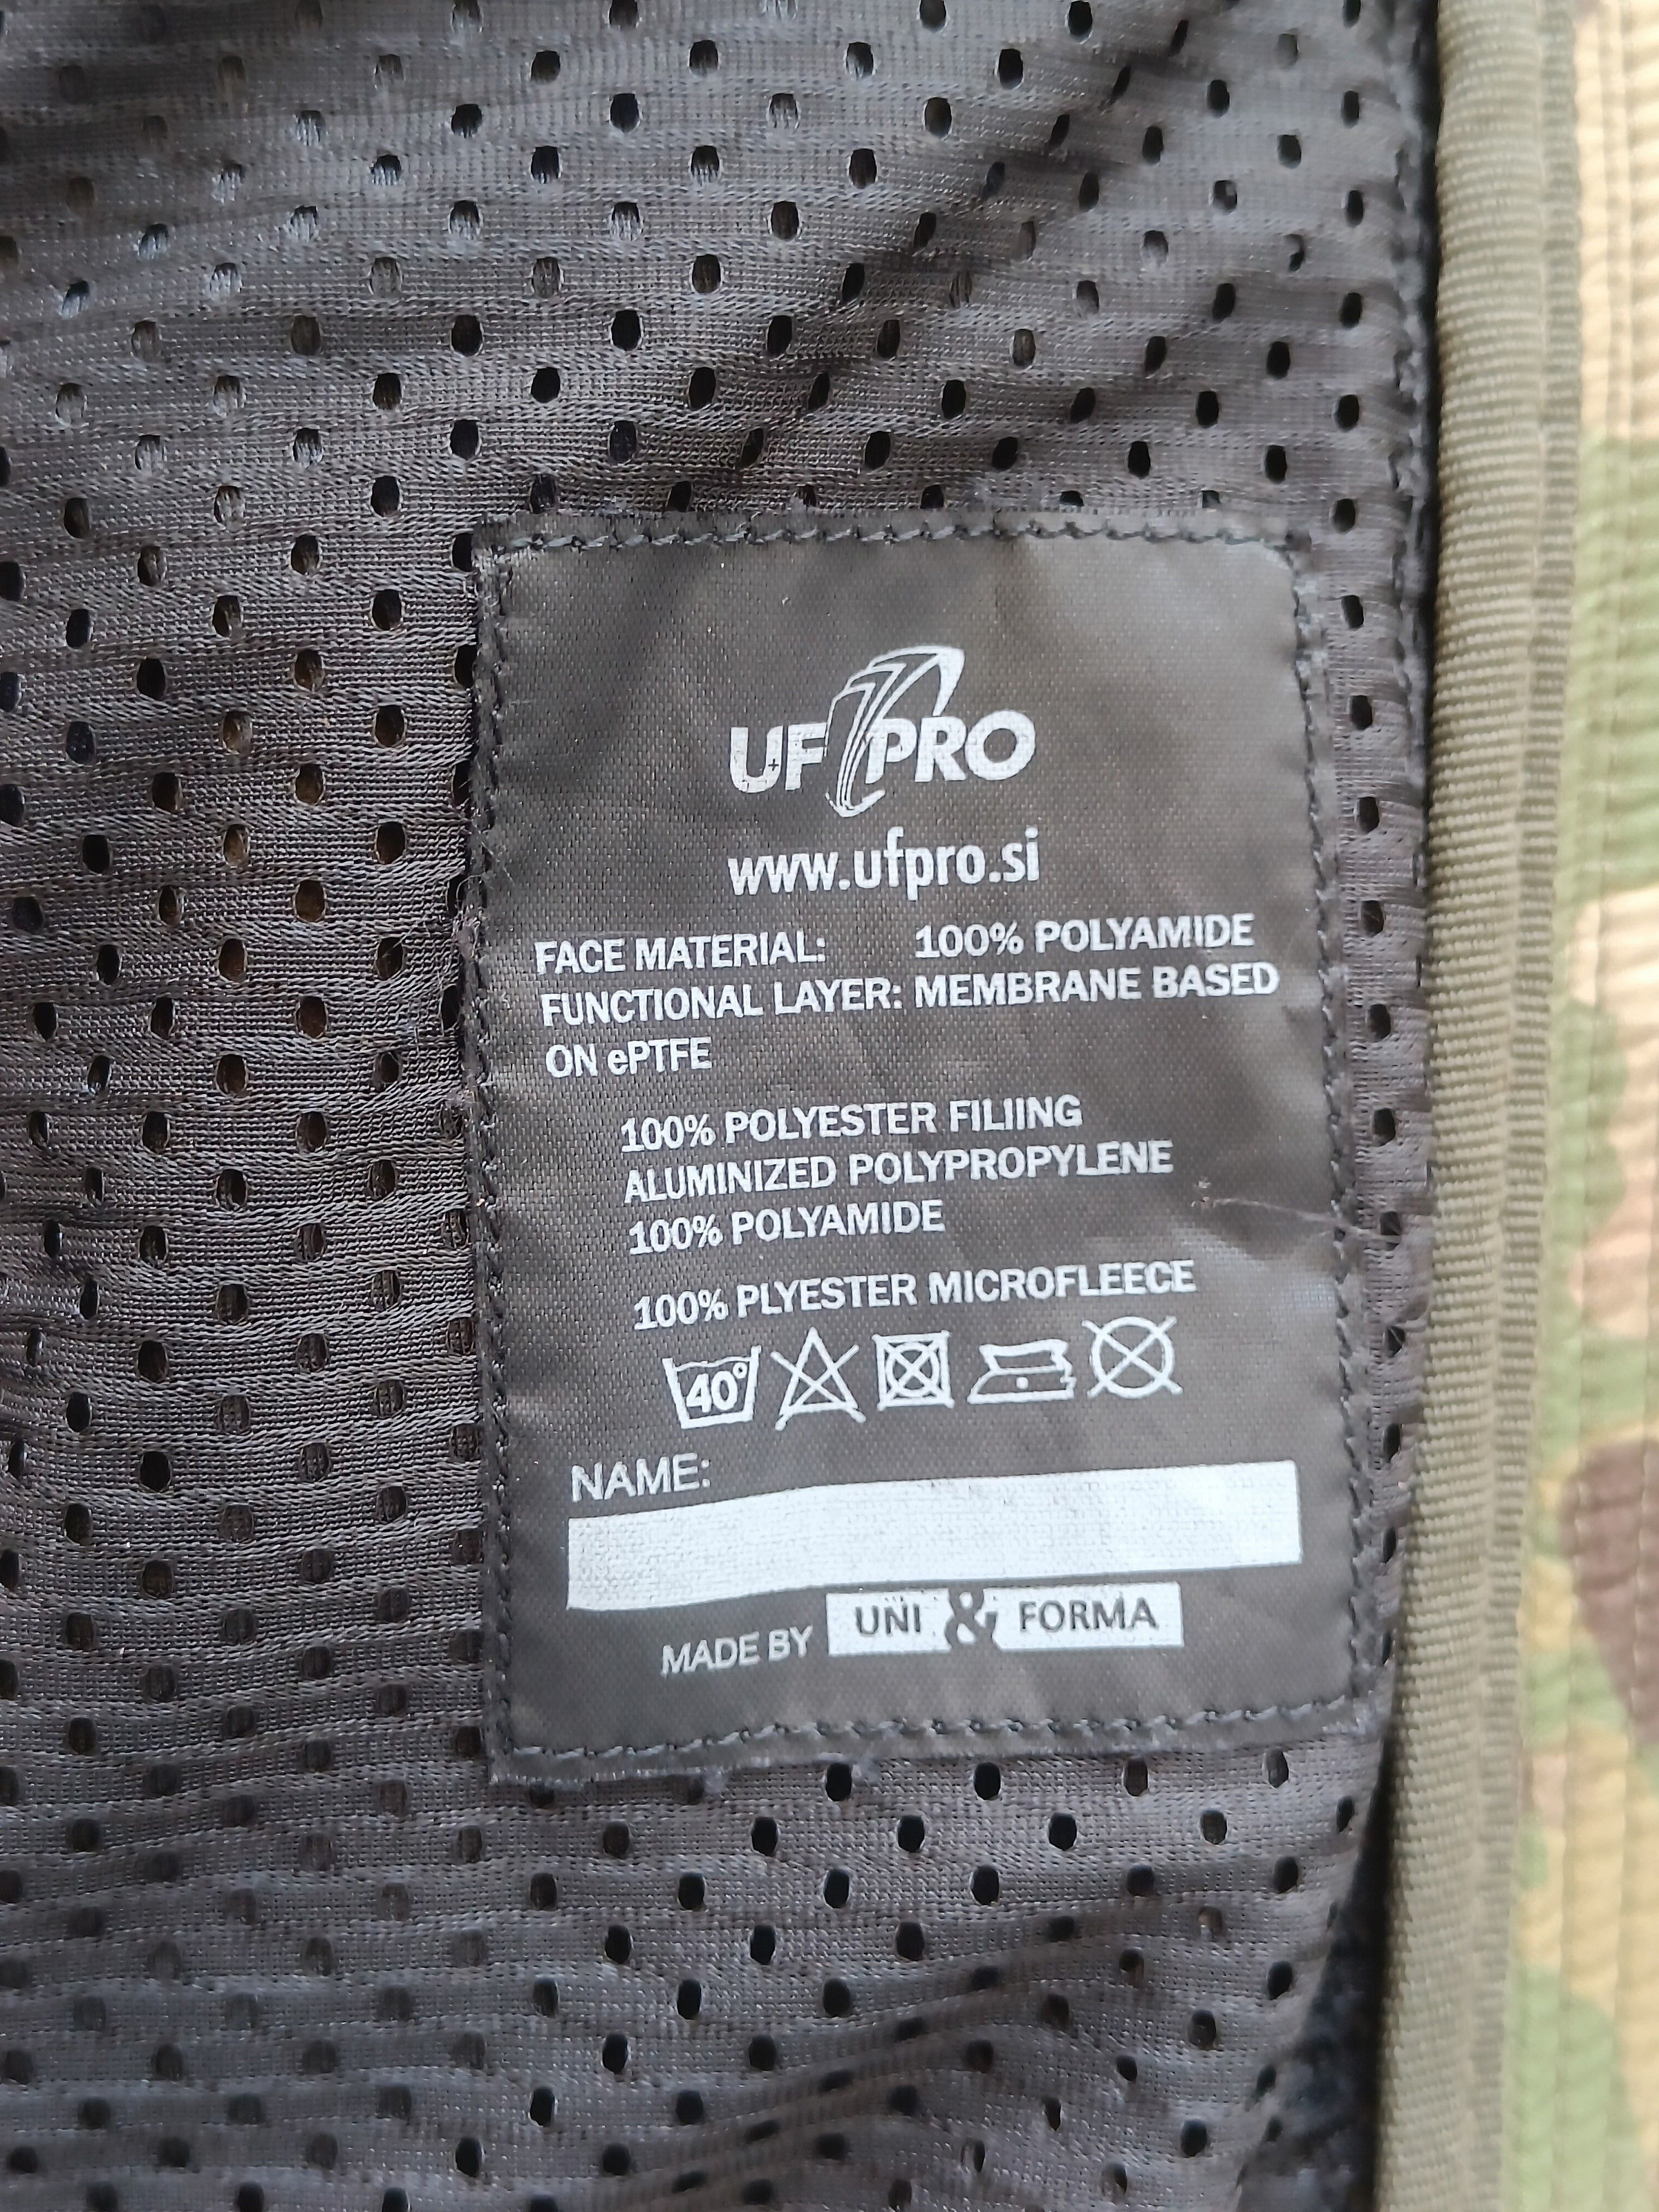 UF PRO
www.ufpro.si
FACE MATERIAL: 100% POLYAMIDE
FUNCTIONAL LAYER: MEMBRANE BASED
ON ePTFE
100% POLYESTER FILIING
ALUMINIZED POLYPROPYLENE
100% POLYAMIDE
100% PLYESTER MICROFLEECE
40°
NAME:
MADE BY UNI & FORMA